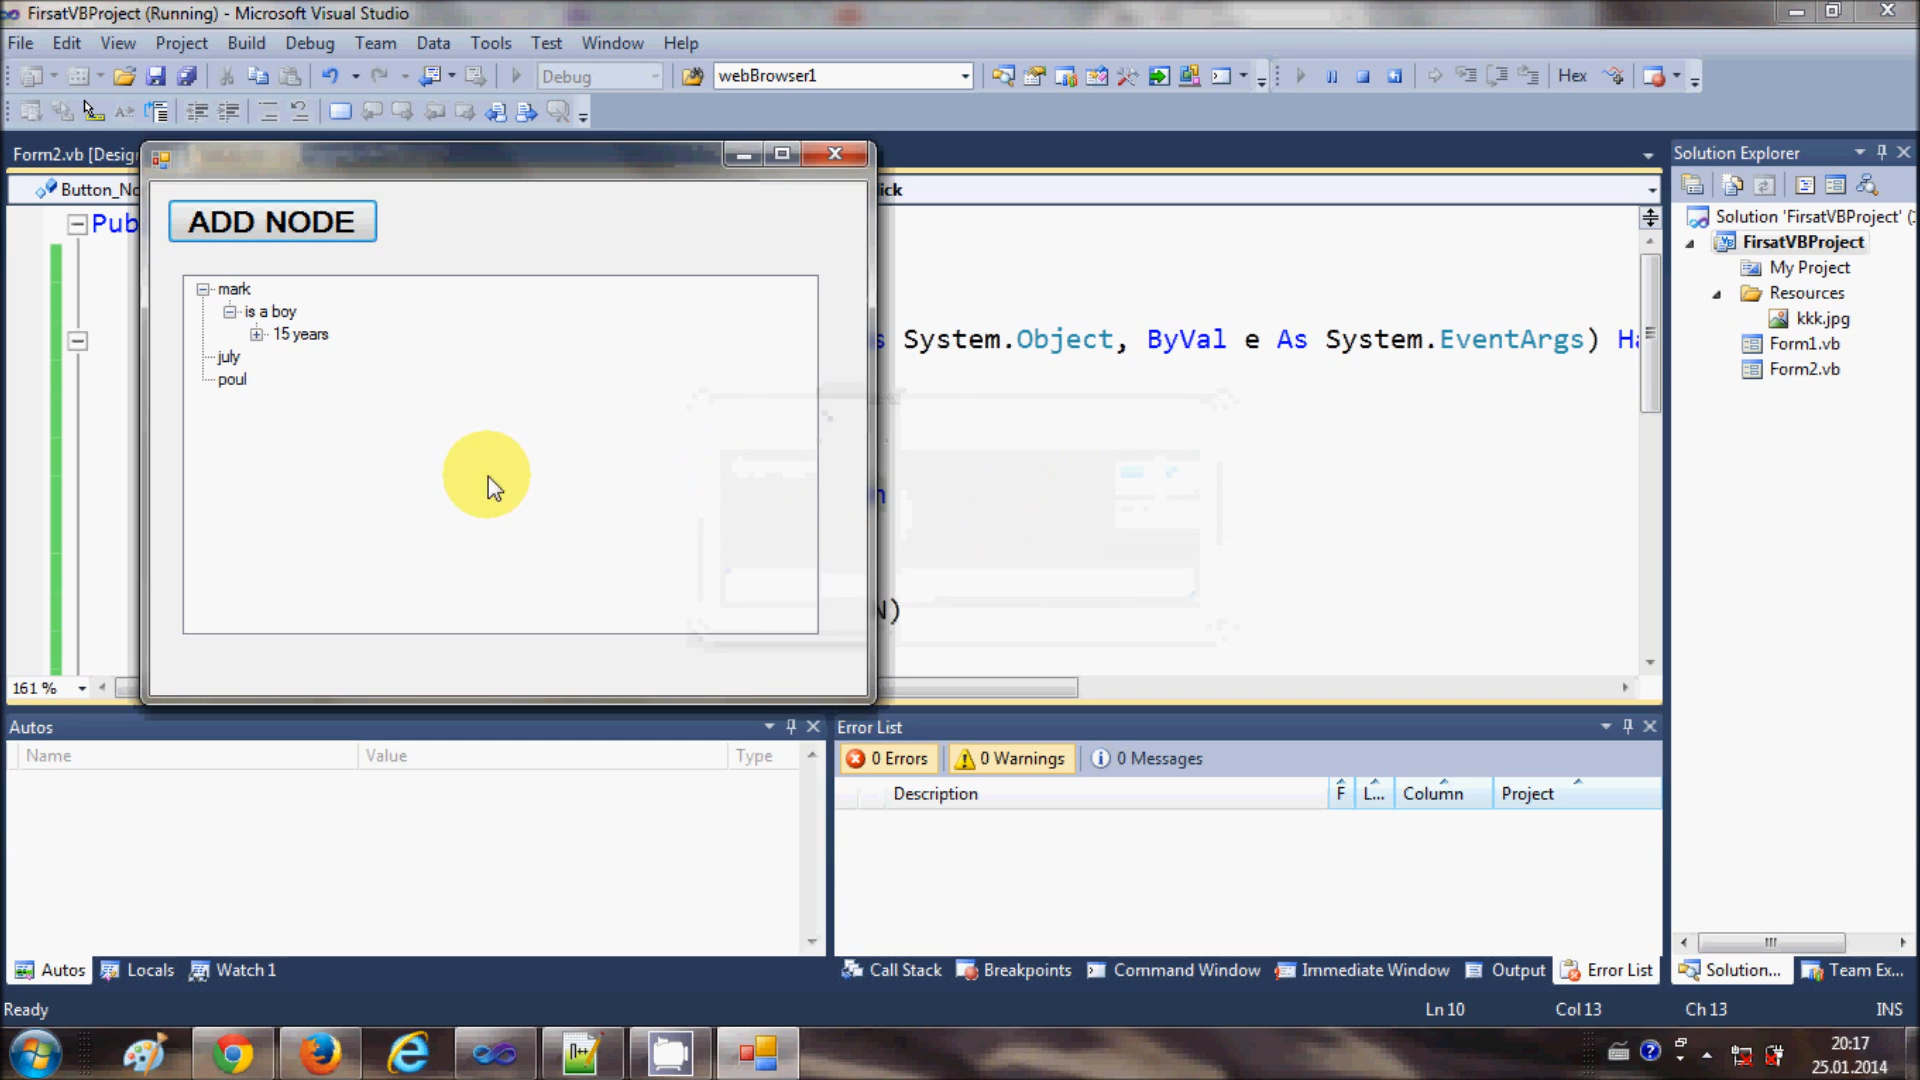 FirsatVBProject (Running) - Microsoft Visual Studio
File Edit View Project Build Debug Team Data Tools Test Window Help
Debug webBrowser1 Hex
Form2.vb [Desig
Solution Explorer
Button_No ick
ADD NODE
Pub
mark
is a boy
15 years
july
poul
s System.Object, ByVal e As System.EventArgs) Ha
n
N)
Solution 'FirsatVBProject' (
FirsatVBProject
My Project
Resources
kkk.jpg
Form1.vb
Form2.vb
161 %
Autos
Name Value Type
Error List
0 Errors 0 Warnings 0 Messages
Description F L... Column Project
Autos Locals Watch 1
Call Stack Breakpoints Command Window Immediate Window Output Error List
Solution... Team Ex...
Ready Ln 10 Col 13 Ch 13 INS
20:17
25.01.2014